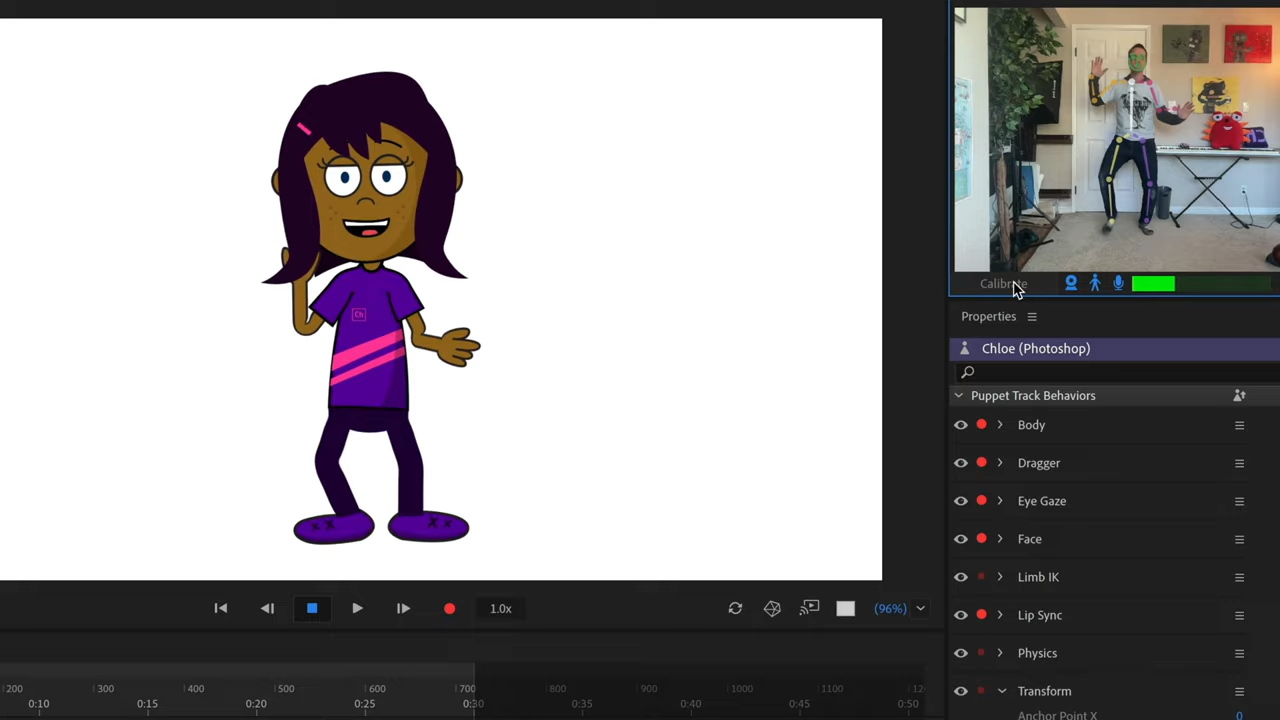 Ch
Calibrate
Properties
Chloe (Photoshop)
Puppet Track Behaviors
Body
Dragger
Eye Gaze
Face
Limb IK
Lip Sync
Physics
Transform
Anchor Point X 0
1.0x
(96%)
200 300 400 500 600 700 800 900 1000 1100 12
0:10 0:15 0:20 0:25 0:30 0:35 0:40 0:45 0:50